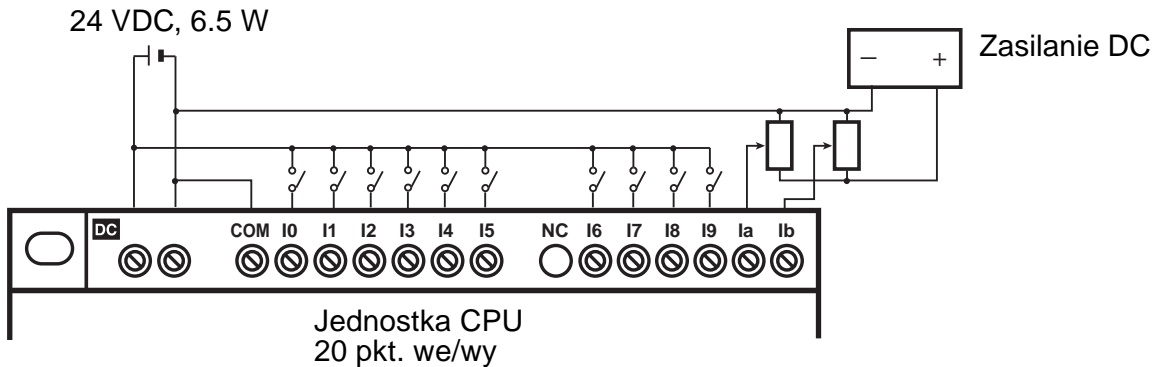 24 VDC, 6.5 W
− +
Zasilanie DC
DC COM I0 I1 I2 I3 I4 I5 NC I6 I7 I8 I9 Ia Ib
Jednostka CPU
20 pkt. we/wy